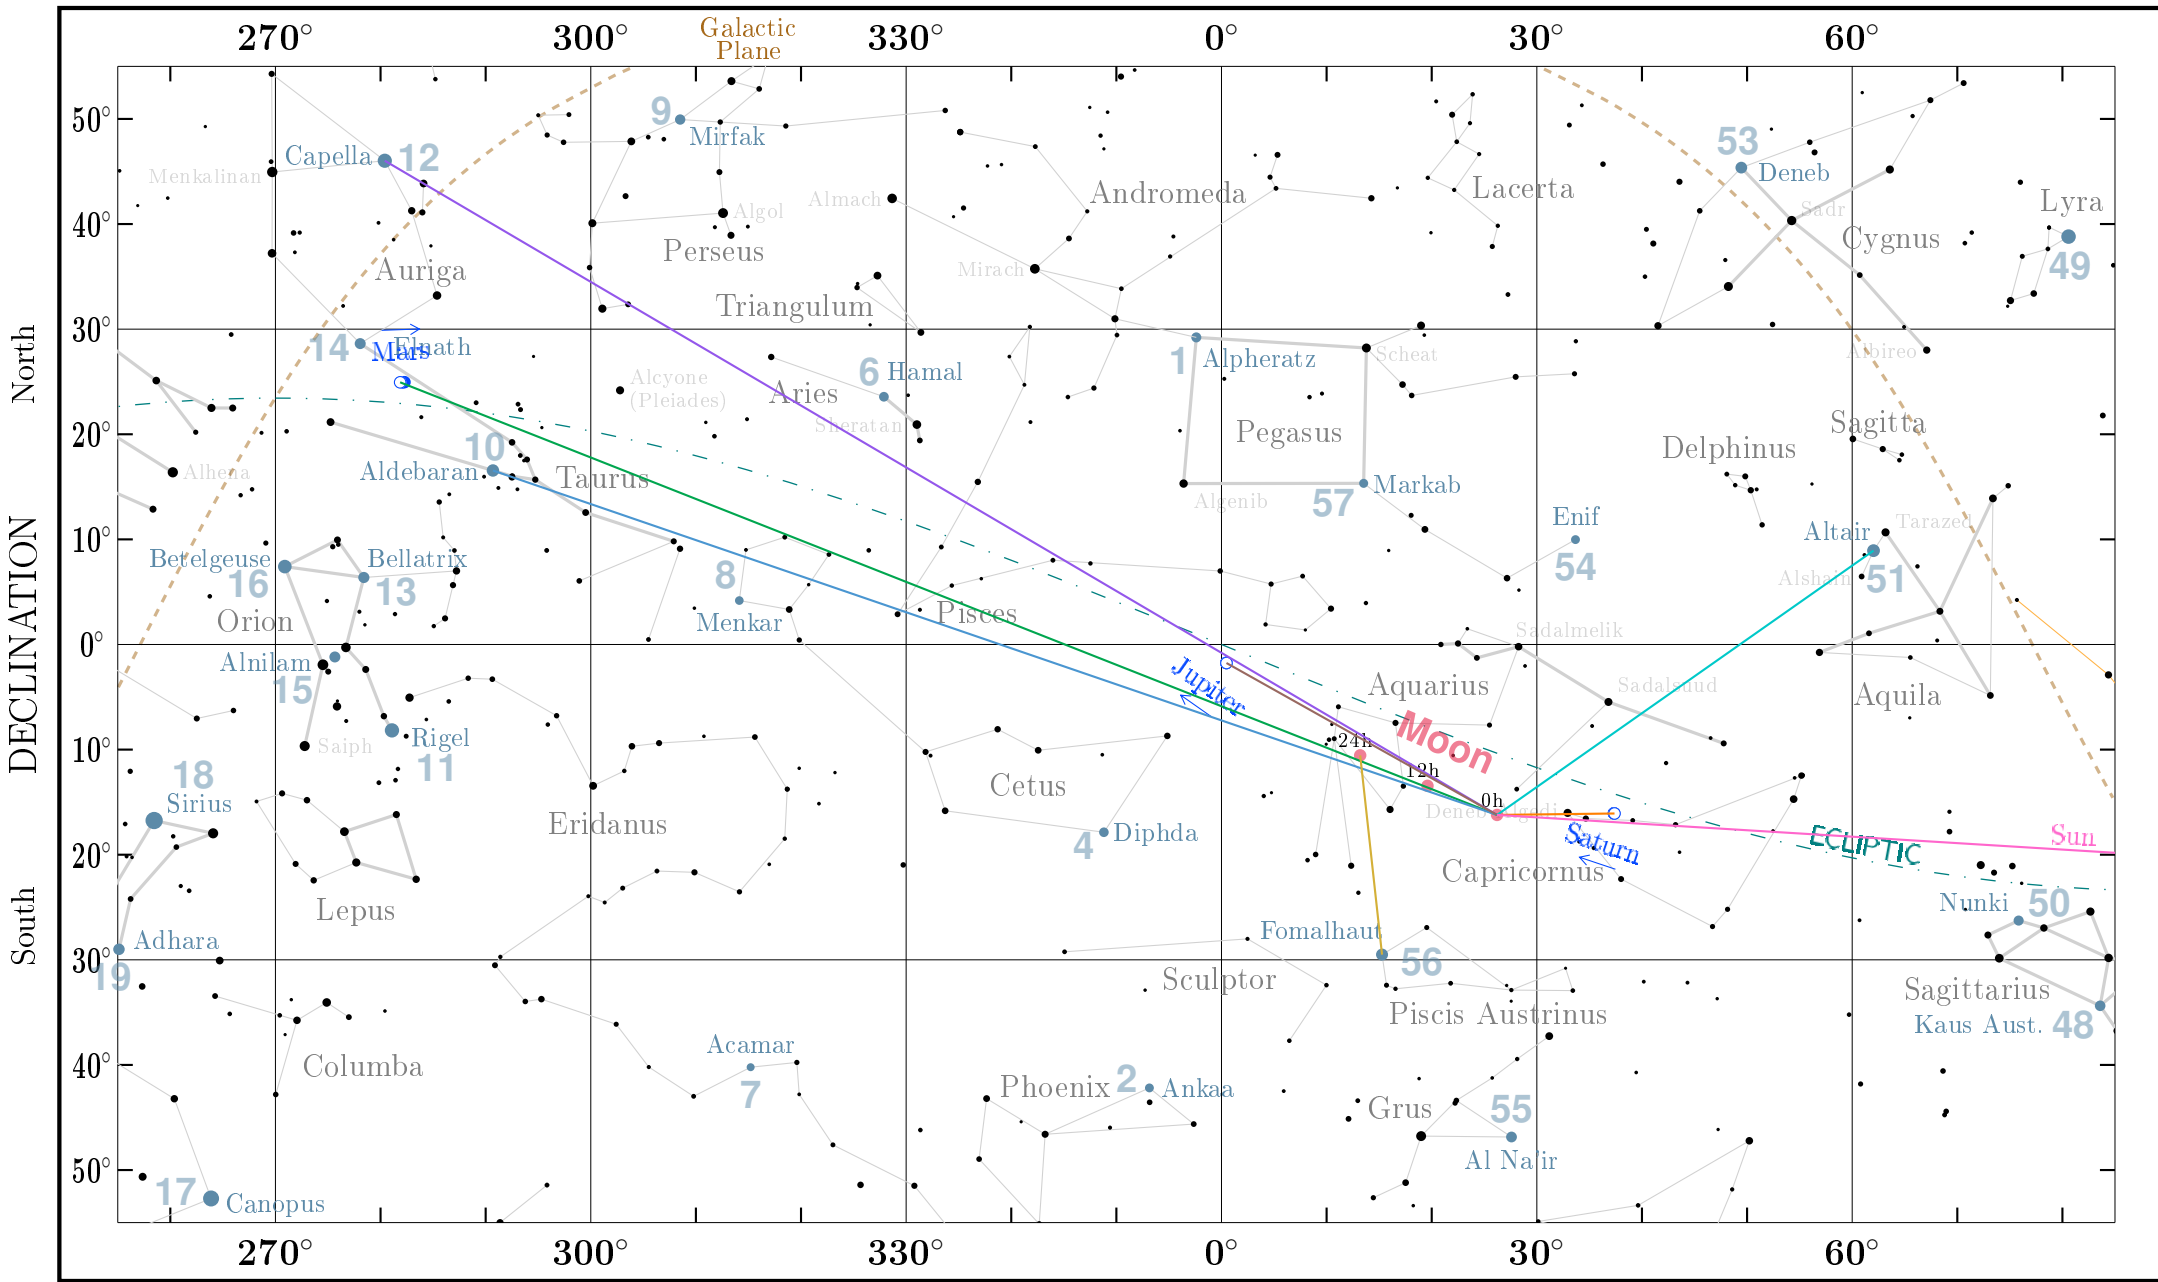 Galactic
Plane
270°
300°
330°
0°
30°
60°
50°
40°
30°
20°
10°
0°
10°
20°
30°
40°
50°
North
DECLINATION
South
9
Mirfak
53
Deneb
Capella
12
Menkalinan
Algol
Almach
Andromeda
Lacerta
Sadr
Lyra
Cygnus
49
Perseus
Mirach
Auriga
Triangulum
14
Elnath
Mars
1
Alpheratz
Scheat
Albireo
6
Hamal
Alcyone
(Pleiades)
Aries
Sheratan
Pegasus
Sagitta
Delphinus
10
Aldebaran
Alhena
Taurus
Algenib
57
Markab
Enif
54
Altair
Tarazed
Alshain
51
Betelgeuse
16
Bellatrix
13
8
Menkar
Orion
Pisces
Sadalmelik
Alnilam
15
Jupiter
Aquarius
Sadalsuud
Aquila
Saiph
Rigel
11
Moon
24h
12h
0h
18
Sirius
Cetus
Deneb Algedi
Eridanus
4
Diphda
Saturn
ECLIPTIC
Sun
Capricornus
Lepus
Nunki
50
Adhara
19
Fomalhaut
56
Sculptor
Sagittarius
Piscis Austrinus
Kaus Aust.
48
Columba
Acamar
7
Phoenix
2
Ankaa
Grus
55
Al Na'ir
17
Canopus
270°
300°
330°
0°
30°
60°